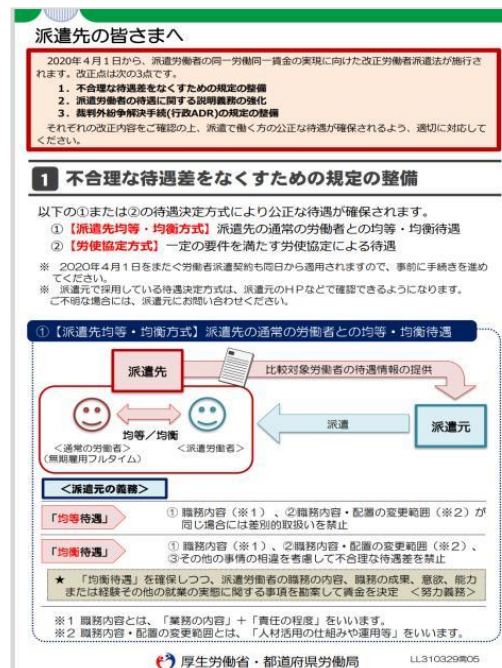 派遣先の皆さまへ
2020年4月1日から、派遣労働者の同一労働同一賃金の実現に向けた改正労働者派遣法が施行さ
れます。改正点は次の3点です。
1．不合理な待遇差をなくすための規定の整備
2．派遣労働者の待遇に関する説明義務の強化
3．裁判外紛争解決手続(行政ADR)の規定の整備
それぞれの改正内容をご確認の上、派遣で働く方の公正な待遇が確保されるよう、適切に対応して
ください。
1 不合理な待遇差をなくすための規定の整備
以下の①または②の待遇決定方式により公正な待遇が確保されます。
①【派遣先均等・均衡方式】派遣先の通常の労働者との均等・均衡待遇
②【労使協定方式】一定の要件を満たす労使協定による待遇
※ 2020年4月1日をまたぐ労働者派遣契約も同日から適用されますので、事前に手続きを進め
てください。
※ 派遣元で採用している待遇決定方式は、派遣元のHPなどで確認できるようになります。
ご不明な場合には、派遣元にお問い合わせください。
①【派遣先均等・均衡方式】派遣先の通常の労働者との均等・均衡待遇
派遣先
比較対象労働者の待遇情報の提供
均等／均衡
派遣
派遣元
＜通常の労働者＞
(無期雇用フルタイム)
＜派遣労働者＞
＜派遣元の義務＞
「均等待遇」
① 職務内容（※1）、②職務内容・配置の変更範囲（※2）が
同じ場合には差別的取扱いを禁止
「均衡待遇」
① 職務内容（※1）、②職務内容・配置の変更範囲（※2）、
③その他の事情の相違を考慮して不合理な待遇差を禁止
★ 「均衡待遇」を確保しつつ、派遣労働者の職務の内容、職務の成果、意欲、能力
または経験その他の就業の実態に関する事項を勘案して賃金を決定 ＜努力義務＞
※1 職務内容とは、「業務の内容」＋「責任の程度」をいいます。
※2 職務内容・配置の変更範囲とは、「人材活用の仕組みや運用等」をいいます。
厚生労働省・都道府県労働局
LL310329需05